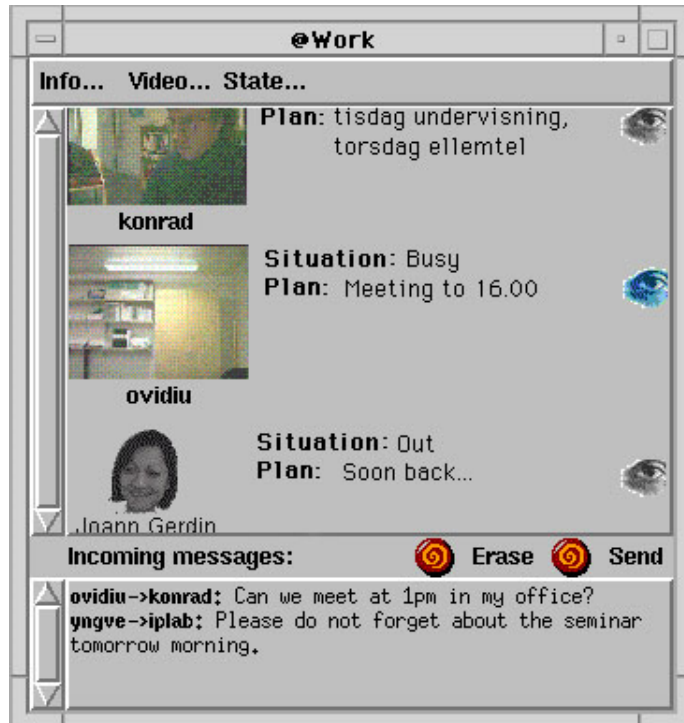 @Work
Info... Video... State...
Plan: tisdag undervisning,
torsdag ellemtel
konrad
Situation: Busy
Plan: Meeting to 16.00
ovidiu
Situation: Out
Plan: Soon back...
Joann Gerdin
Incoming messages: Erase Send
ovidiu->konrad: Can we meet at 1pm in my office?
yngve->iplab: Please do not forget about the seminar
tomorrow morning.